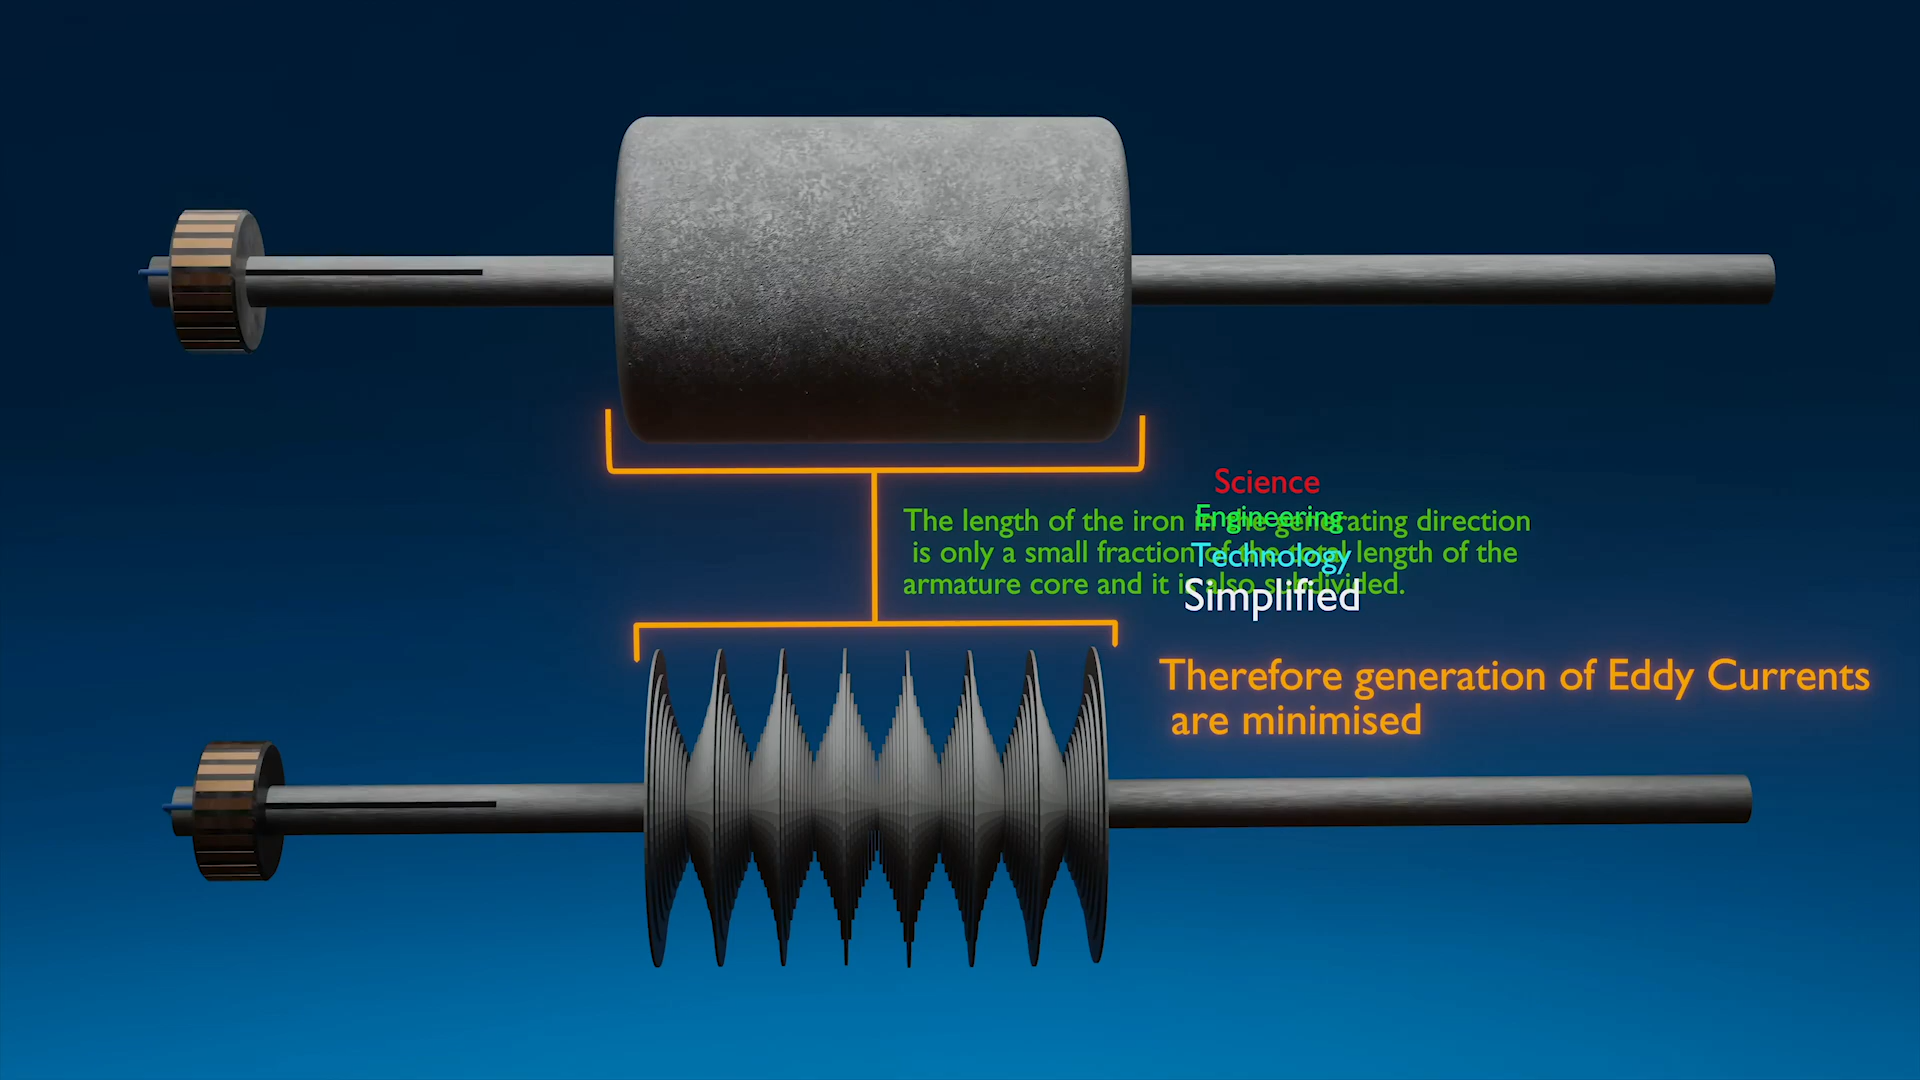 Science
The length of the iron in the generating direction
Engineering
is only a small fraction of the total length of the
Technology
armature core and it is also subdivided.
Simplified
Therefore generation of Eddy Currents
are minimised